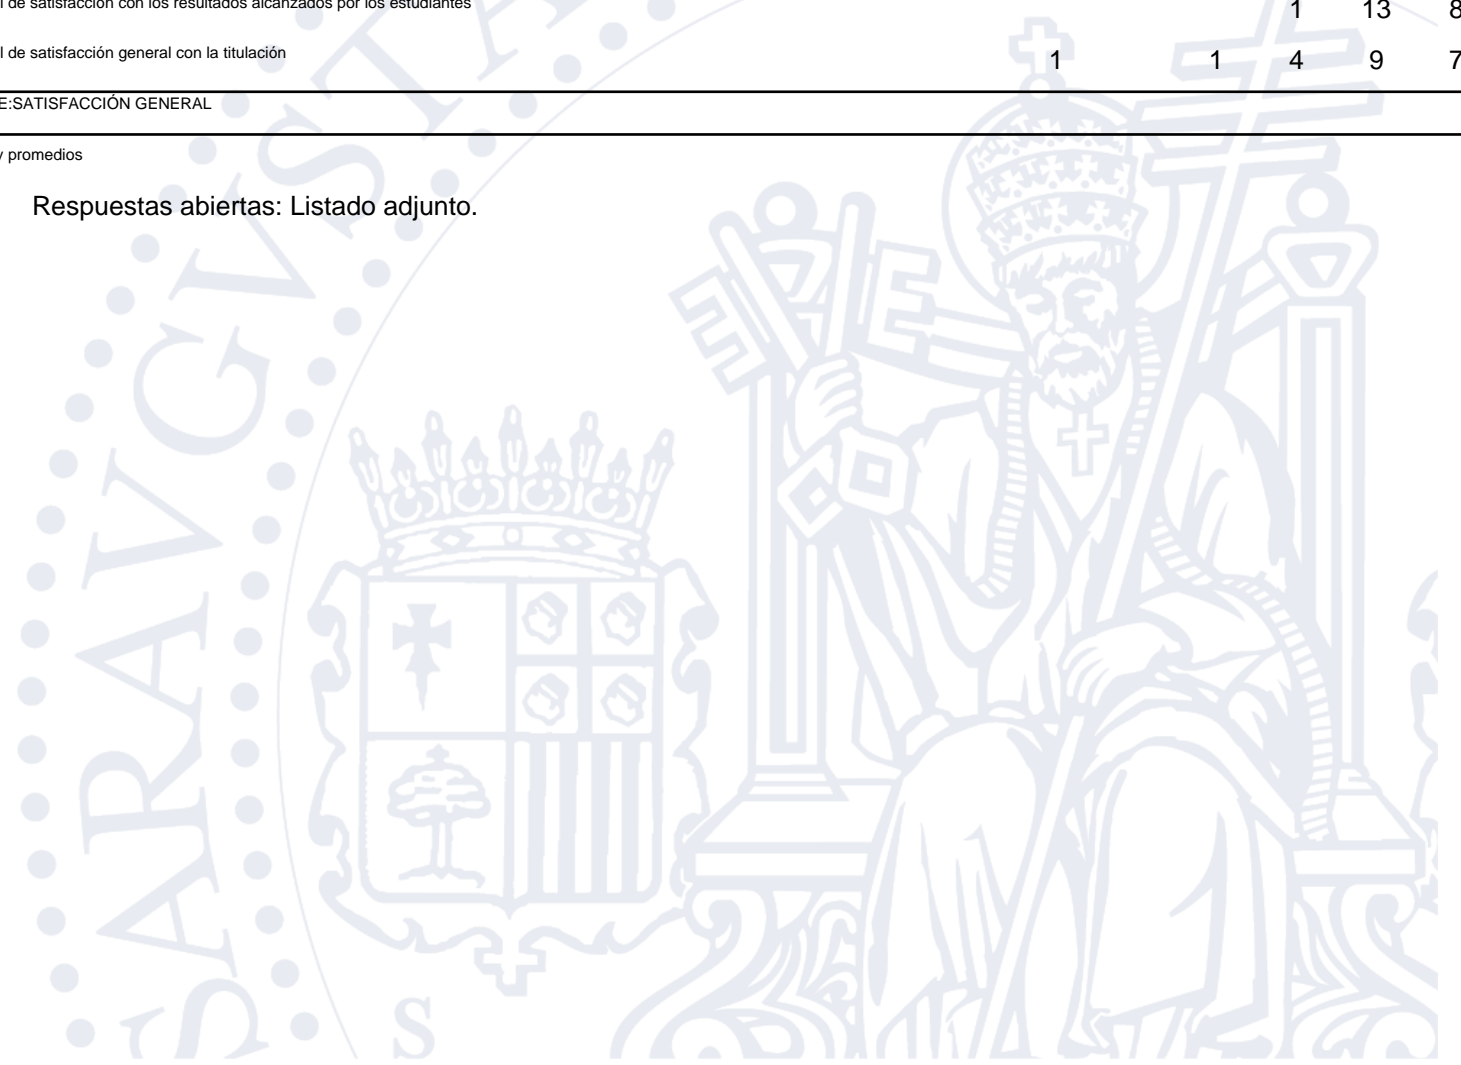 l de satisfacción con los resultados alcanzados por los estudiantes 1 13 8
l de satisfacción general con la titulación 1 1 4 9 7
E:SATISFACCIÓN GENERAL
y promedios
Respuestas abiertas: Listado adjunto.
SARAVGVSTA
S